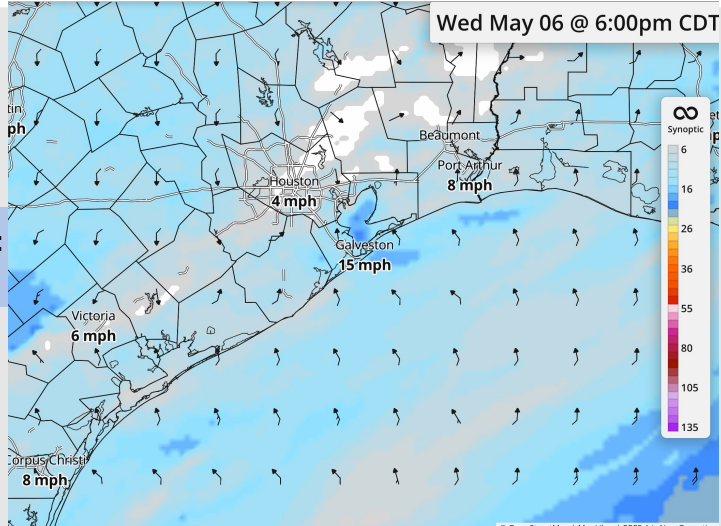 Wed May 06 @ 6:00pm CDT
Synoptic
6
16
26
36
55
80
105
135
Beaumont
Port Arthur
8 mph
Houston
4 mph
Galveston
15 mph
Victoria
6 mph
Corpus Christi
8 mph